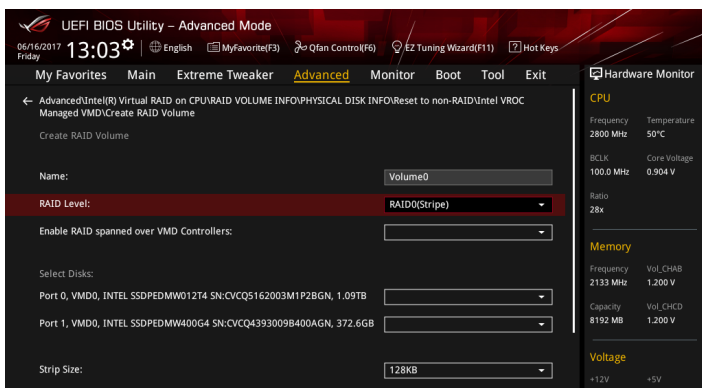 UEFI BIOS Utility – Advanced Mode
06/16/2017 Friday 13:03 English MyFavorite(F3) Qfan Control(F6) EZ Tuning Wizard(F11) ? Hot Keys
My Favorites Main Extreme Tweaker Advanced Monitor Boot Tool Exit
← Advanced\Intel(R) Virtual RAID on CPU\RAID VOLUME INFO\PHYSICAL DISK INFO\Reset to non-RAID\Intel VROC
Managed VMD\Create RAID Volume
Create RAID Volume
Name: Volume0
RAID Level: RAID0(Stripe)
Enable RAID spanned over VMD Controllers:
Select Disks:
Port 0, VMD0, INTEL SSDPEDMW012T4 SN:CVCQ5162003M1P2BGN, 1.09TB
Port 1, VMD0, INTEL SSDPEDMW400G4 SN:CVCQ4393009B400AGN, 372.6GB
Strip Size: 128KB
Hardware Monitor
CPU
Frequency Temperature
2800 MHz 50°C
BCLK Core Voltage
100.0 MHz 0.904 V
Ratio
28x
Memory
Frequency Vol_CHAB
2133 MHz 1.200 V
Capacity Vol_CHCD
8192 MB 1.200 V
Voltage
+12V +5V